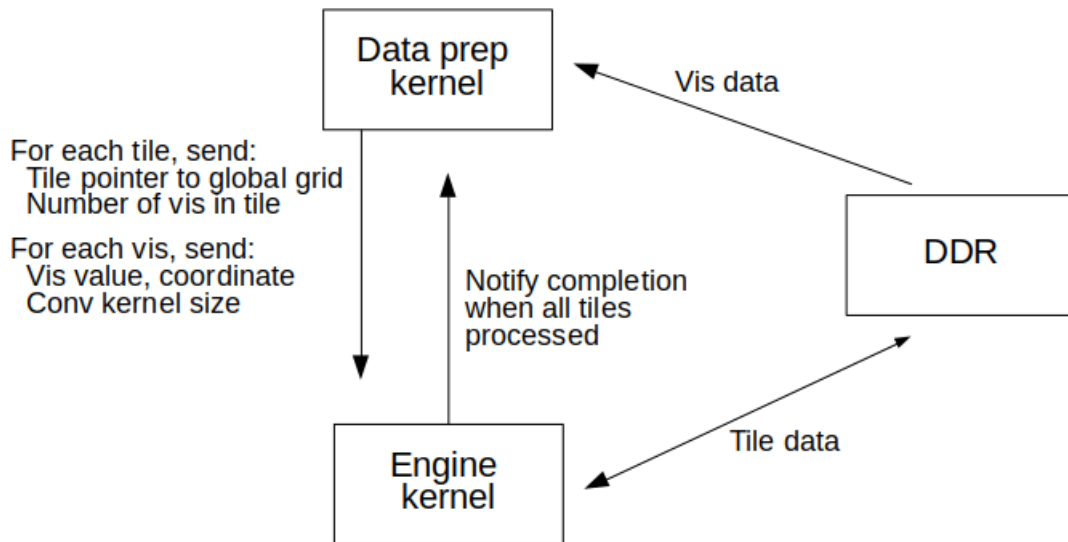 Data prep
kernel
Vis data
For each tile, send:
Tile pointer to global grid
Number of vis in tile
For each vis, send:
Vis value, coordinate
Conv kernel size
Notify completion
when all tiles
processed
DDR
Tile data
Engine
kernel